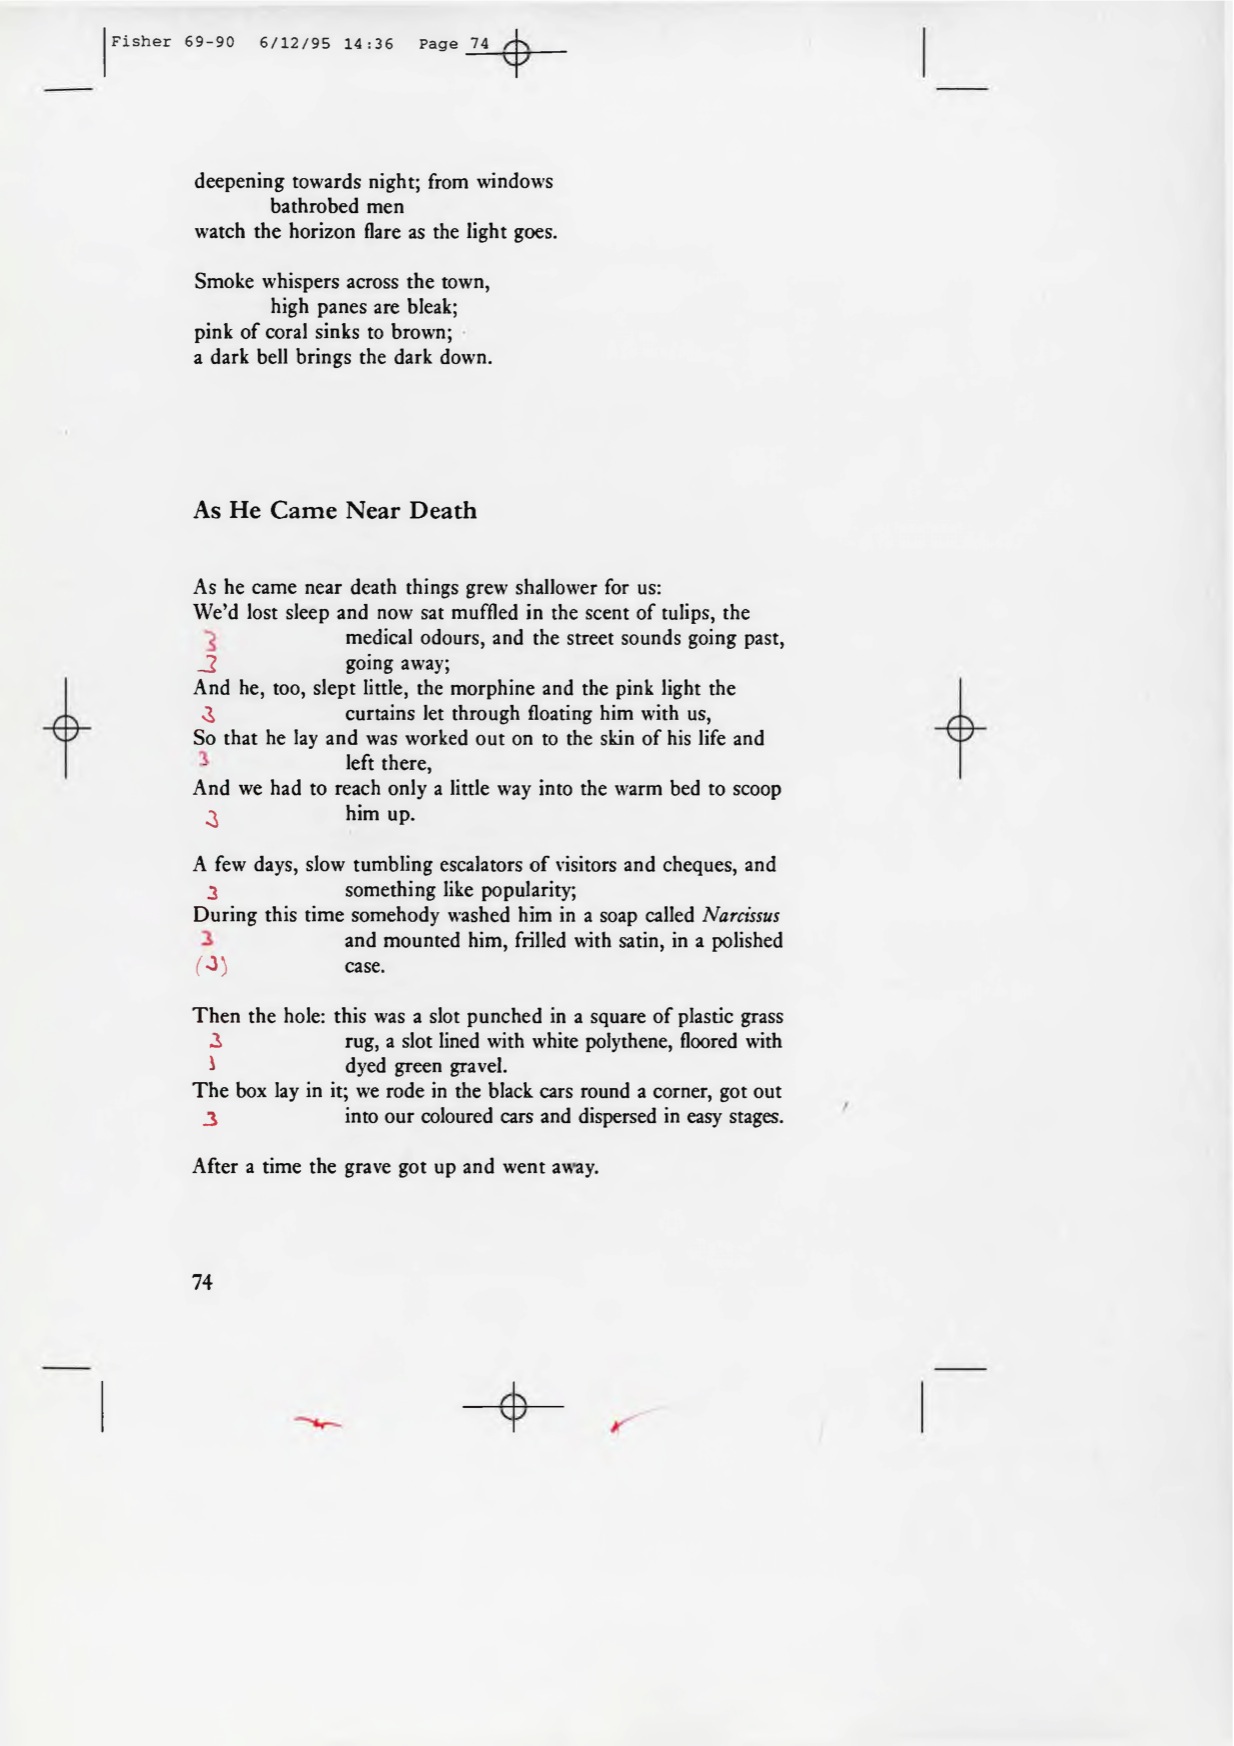 Fisher 69-90 6/12/95 14:36 Page 74
deepening towards night; from windows
bathrobed men
watch the horizon flare as the light goes.
Smoke whispers across the town,
high panes are bleak;
pink of coral sinks to brown;
a dark bell brings the dark down.
As He Came Near Death
As he came near death things grew shallower for us:
We'd lost sleep and now sat muffled in the scent of tulips, the
3 medical odours, and the street sounds going past,
3 going away;
And he, too, slept little, the morphine and the pink light the
3 curtains let through floating him with us,
So that he lay and was worked out on to the skin of his life and
3 left there,
And we had to reach only a little way into the warm bed to scoop
3 him up.
A few days, slow tumbling escalators of visitors and cheques, and
3 something like popularity;
During this time somehody washed him in a soap called Narcissus
3 and mounted him, frilled with satin, in a polished
(3) case.
Then the hole: this was a slot punched in a square of plastic grass
3 rug, a slot lined with white polythene, floored with
3 dyed green gravel.
The box lay in it; we rode in the black cars round a corner, got out
3 into our coloured cars and dispersed in easy stages.
After a time the grave got up and went away.
74